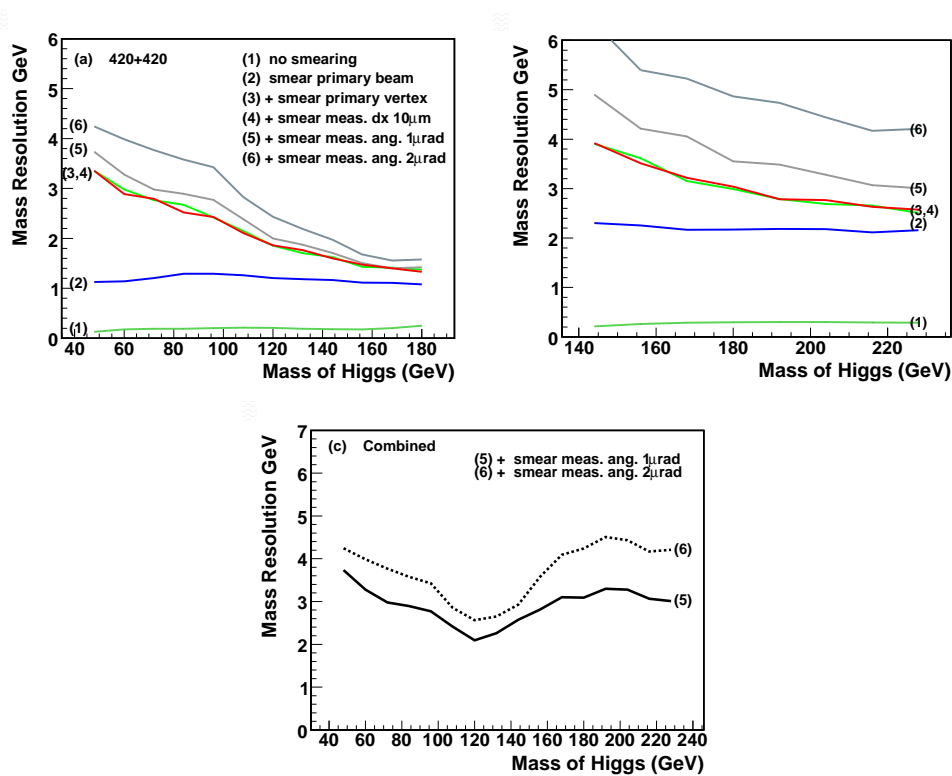 Mass Resolution GeV
6
5
4
3
2
1
0
(a) 420+420
(1) no smearing
(2) smear primary beam
(3) + smear primary vertex
(4) + smear meas. dx 10μm
(5) + smear meas. ang. 1μrad
(6) + smear meas. ang. 2μrad
(6)
(5)
(3,4)
(2)
(1)
40 60 80 100 120 140 160 180
Mass of Higgs (GeV)
Mass Resolution GeV
6
5
4
3
2
1
0
(6)
(5)
(3,4)
(2)
(1)
140 160 180 200 220
Mass of Higgs (GeV)
Mass Resolution GeV
7
6
5
4
3
2
1
0
(c) Combined
(5) + smear meas. ang. 1μrad
(6) + smear meas. ang. 2μrad
(6)
(5)
40 60 80 100 120 140 160 180 200 220 240
Mass of Higgs (GeV)